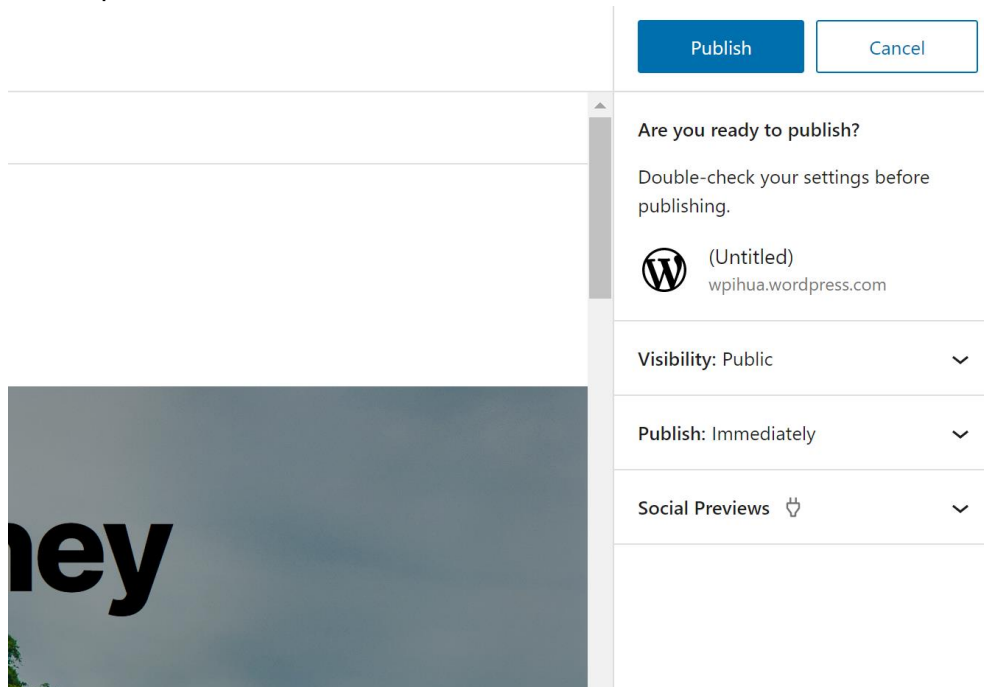 Publish
Cancel
Are you ready to publish?
Double-check your settings before
publishing.
(Untitled)
wpihua.wordpress.com
Visibility: Public
Publish: Immediately
Social Previews
ney